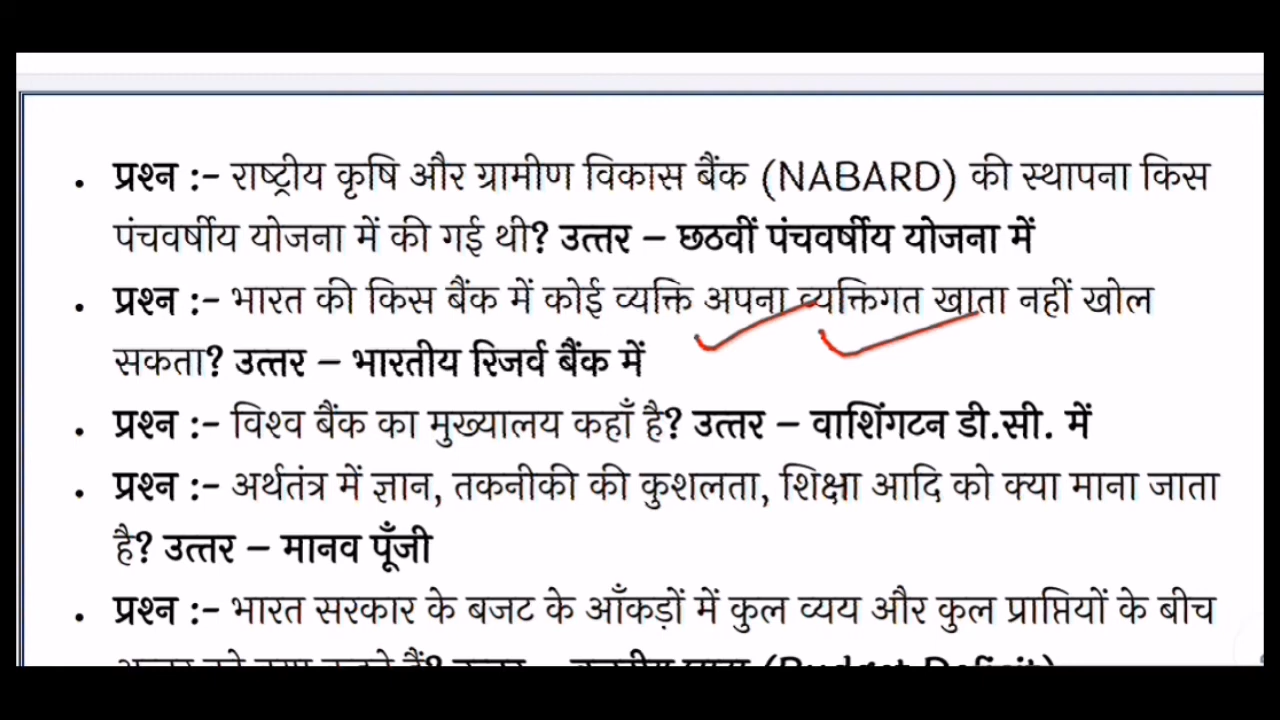 • प्रश्न :- राष्ट्रीय कृषि और ग्रामीण विकास बैंक (NABARD) की स्थापना किस
पंचवर्षीय योजना में की गई थी? उत्तर – छठवीं पंचवर्षीय योजना में
• प्रश्न :- भारत की किस बैंक में कोई व्यक्ति अपना व्यक्तिगत खाता नहीं खोल
सकता? उत्तर – भारतीय रिजर्व बैंक में
• प्रश्न :- विश्व बैंक का मुख्यालय कहाँ है? उत्तर – वाशिंगटन डी.सी. में
• प्रश्न :- अर्थतंत्र में ज्ञान, तकनीकी की कुशलता, शिक्षा आदि को क्या माना जाता
है? उत्तर – मानव पूँजी
• प्रश्न :- भारत सरकार के बजट के आँकड़ों में कुल व्यय और कुल प्राप्तियों के बीच
(Budget Deficit)